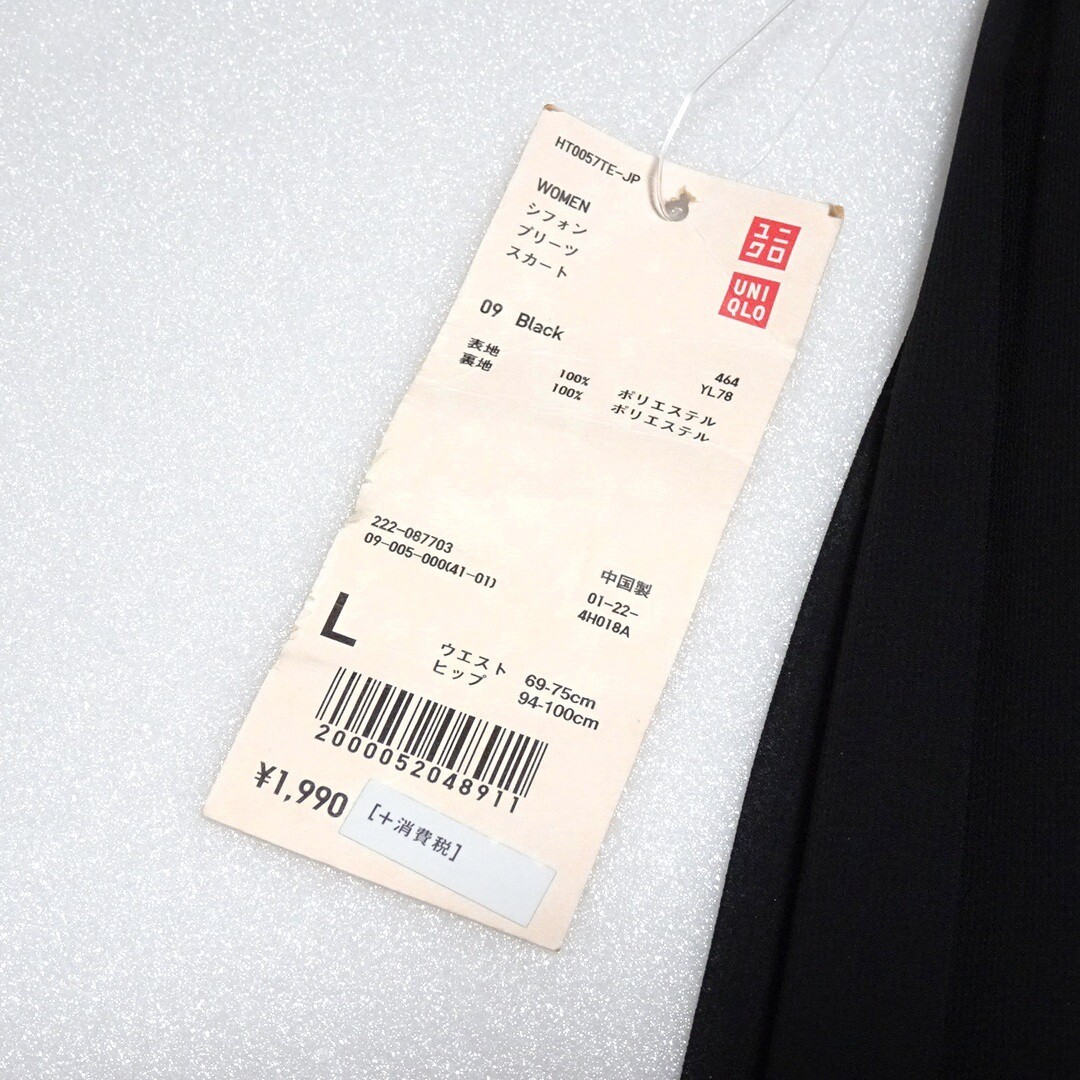 HT0057TE-JP
WOMEN
シフォン
プリーツ
スカート
ユニ
クロ
UNI
QLO
09 Black
464
YL78
表地 100% ポリエステル
裏地 100% ポリエステル
222-087703
09-005-000(41-01)
中国製
01-22-
4H018A
L
ウエスト 69-75cm
ヒップ 94-100cm
2000052048911
¥1,990 [+消費税]